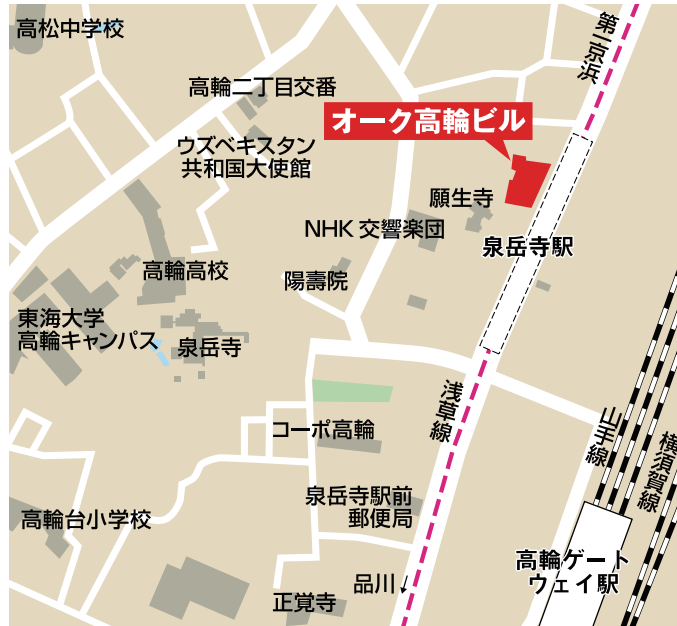 高松中学校
第一京浜
高輪二丁目交番
オーク高輪ビル
ウズベキスタン
共和国大使館
願生寺
NHK 交響楽団
泉岳寺駅
高輪高校
陽壽院
東海大学
高輪キャンパス
泉岳寺
浅草線
山手線
コーポ高輪
横須賀線
泉岳寺駅前
郵便局
高輪台小学校
高輪ゲート
ウェイ駅
品川
正覚寺